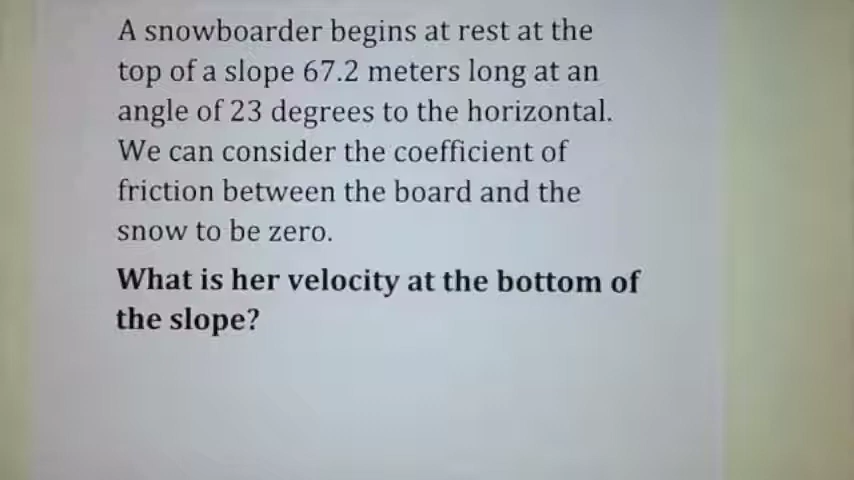 A snowboarder begins at rest at the
top of a slope 67.2 meters long at an
angle of 23 degrees to the horizontal.
We can consider the coefficient of
friction between the board and the
snow to be zero.
What is her velocity at the bottom of
the slope?